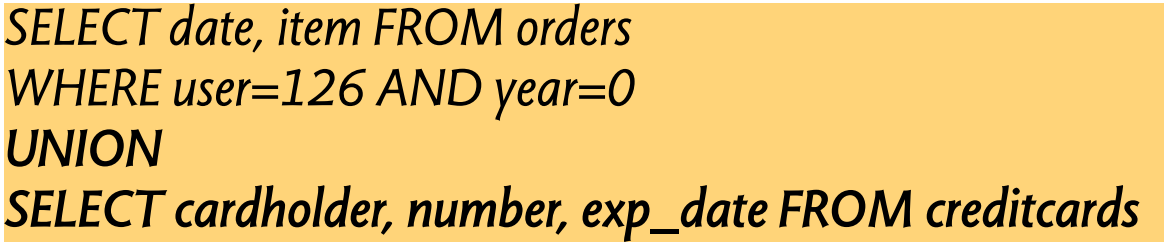 SELECT date, item FROM orders
WHERE user=126 AND year=0
UNION
SELECT cardholder, number, exp_date FROM creditcards